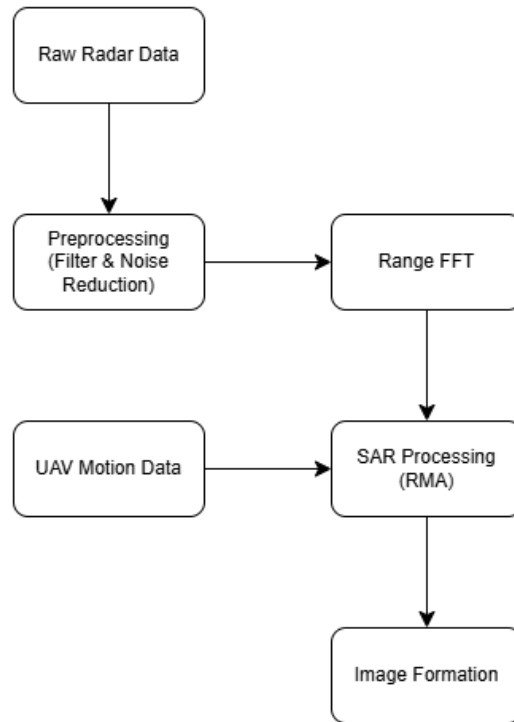 Raw Radar Data
Preprocessing
(Filter & Noise
Reduction)
Range FFT
UAV Motion Data
SAR Processing
(RMA)
Image Formation